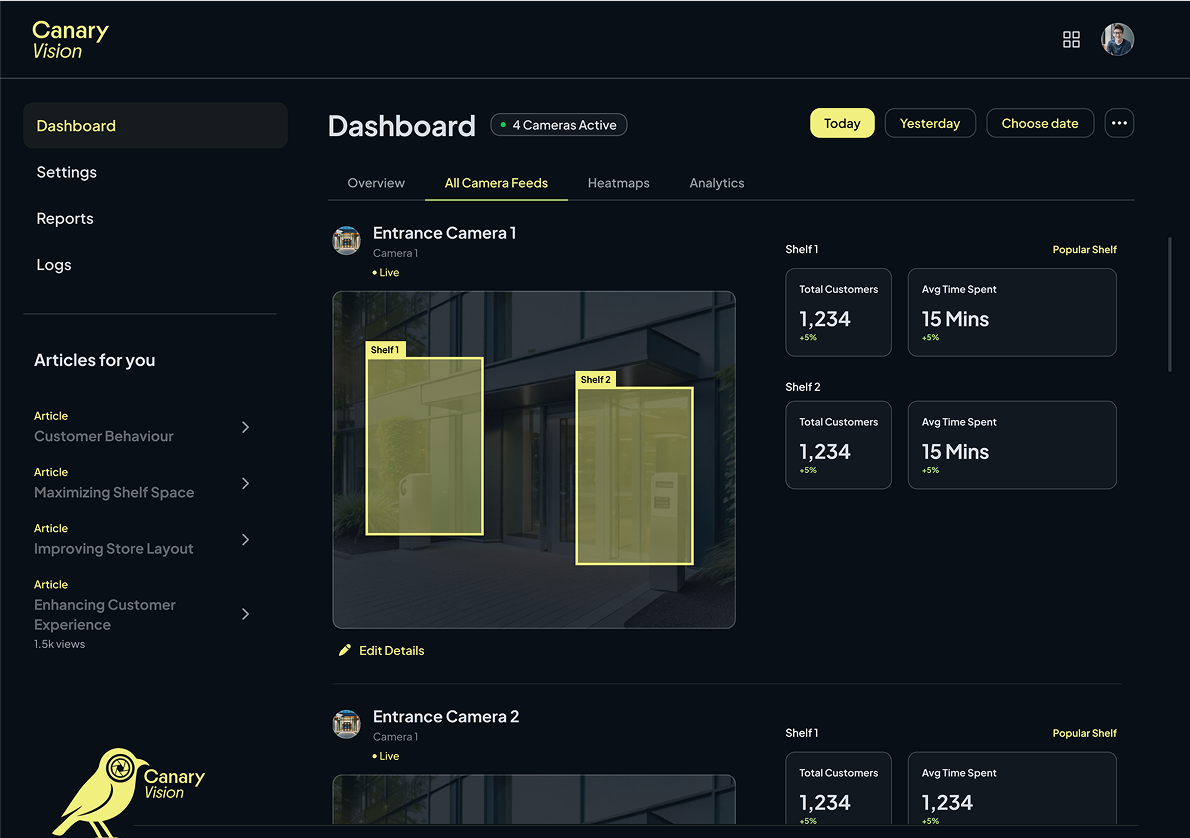 Canary
Vision
Dashboard
Settings
Reports
Logs
Articles for you
Article
Customer Behaviour
Article
Maximizing Shelf Space
Article
Improving Store Layout
Article
Enhancing Customer
Experience
1.5k views
Canary
Vision
Dashboard
4 Cameras Active
Today
Yesterday
Choose date
Overview
All Camera Feeds
Heatmaps
Analytics
Entrance Camera 1
Camera 1
Live
Shelf 1
Shelf 2
Edit Details
Shelf 1
Popular Shelf
Total Customers
1,234
+5%
Avg Time Spent
15 Mins
+5%
Shelf 2
Total Customers
1,234
+5%
Avg Time Spent
15 Mins
+5%
Entrance Camera 2
Camera 1
Live
Shelf 1
Popular Shelf
Total Customers
1,234
+5%
Avg Time Spent
1,234
+5%